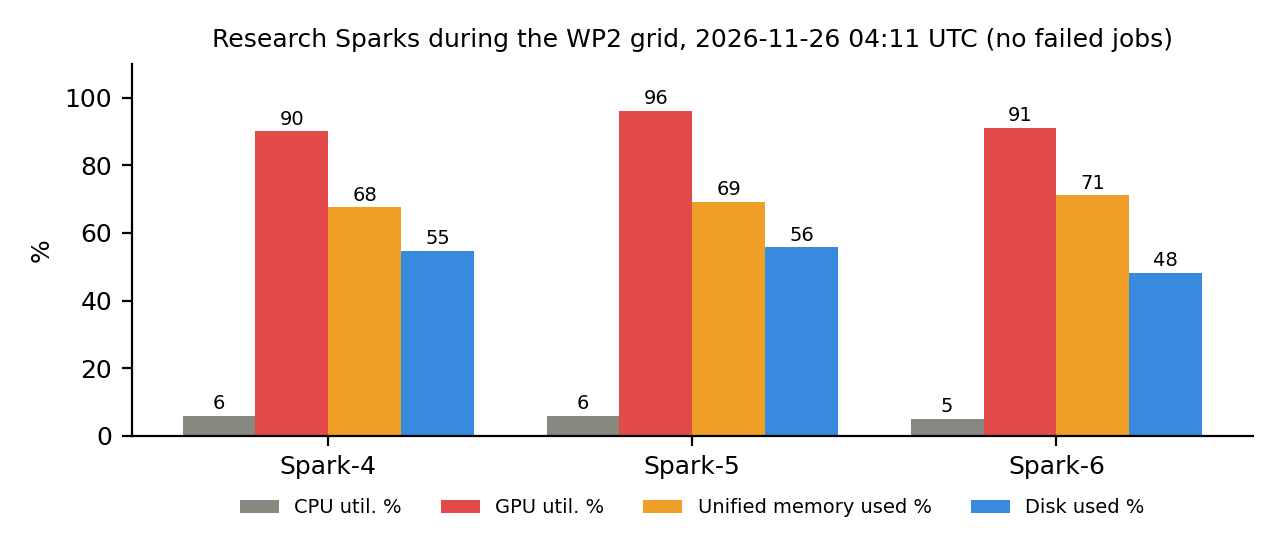 Research Sparks during the WP2 grid, 2026-11-26 04:11 UTC (no failed jobs)
%
100
80
60
40
20
0
6
90
68
55
6
96
69
56
5
91
71
48
Spark-4
Spark-5
Spark-6
CPU util. %
GPU util. %
Unified memory used %
Disk used %